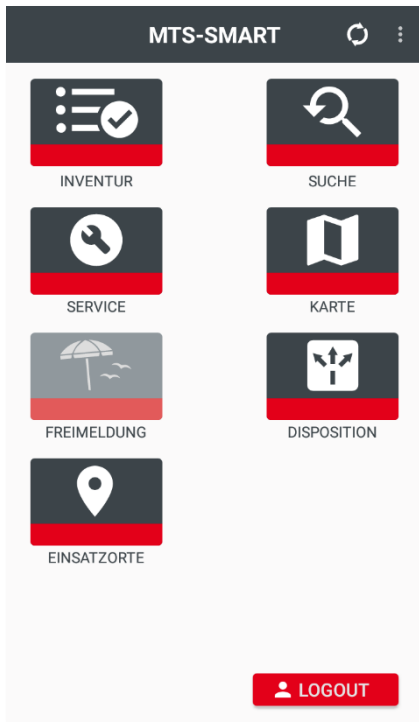 MTS-SMART
INVENTUR
SUCHE
SERVICE
KARTE
FREIMELDUNG
DISPOSITION
EINSATZORTE
LOGOUT